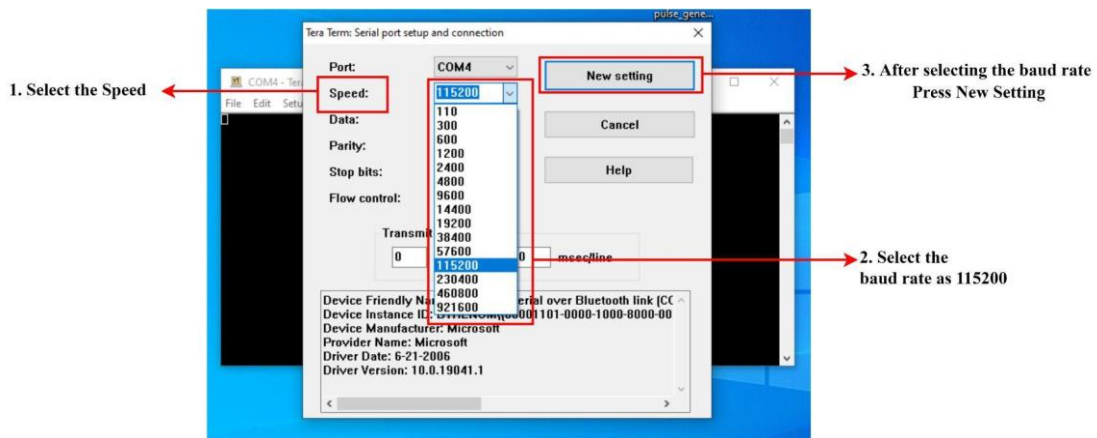 pulse_gene...
Tera Term: Serial port setup and connection
Port:
COM4
New setting
3. After selecting the baud rate
Press New Setting
1. Select the Speed
COM4 - Ter
File Edit Setu
Speed:
115200
Data:
Parity:
Stop bits:
Flow control:
110
300
600
1200
2400
4800
9600
14400
19200
38400
57600
115200
230400
460800
921600
Cancel
Help
Transmit
0
0
msec/line
2. Select the
baud rate as 115200
Device Friendly Na erial over Bluetooth link (CC
Device Instance ID: 00001101-0000-1000-8000-00
Device Manufacturer: Microsoft
Provider Name: Microsoft
Driver Date: 6-21-2006
Driver Version: 10.0.19041.1